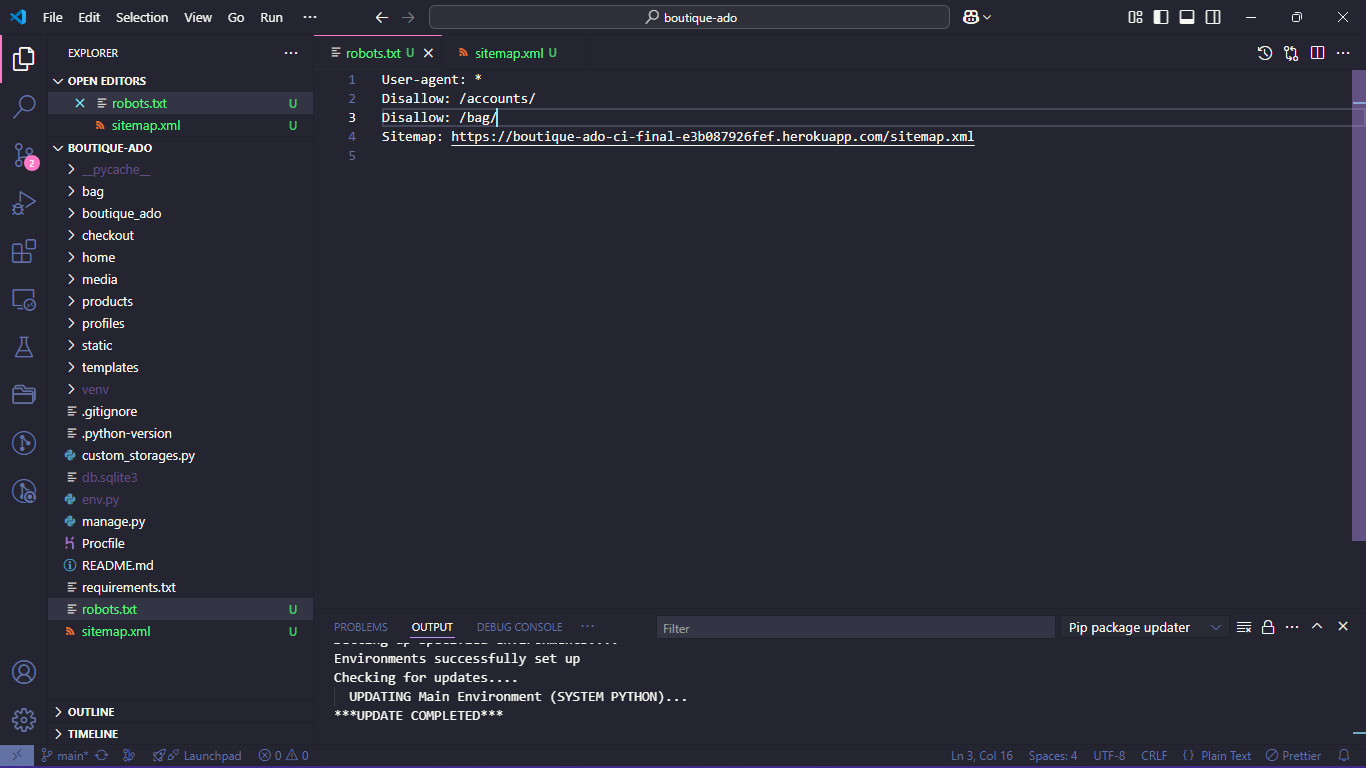 File Edit Selection View Go Run ···
boutique-ado
EXPLORER ···
OPEN EDITORS
robots.txt U
sitemap.xml U
BOUTIQUE-ADO
__pycache__
bag
boutique_ado
checkout
home
media
products
profiles
static
templates
venv
.gitignore
.python-version
custom_storages.py
db.sqlite3
env.py
manage.py
Procfile
README.md
requirements.txt
robots.txt U
sitemap.xml U
OUTLINE
TIMELINE
2
robots.txt U sitemap.xml U
1 User-agent: *
2 Disallow: /accounts/
3 Disallow: /bag/
4 Sitemap: https://boutique-ado-ci-final-e3b087926fef.herokuapp.com/sitemap.xml
5
PROBLEMS OUTPUT DEBUG CONSOLE ··· Filter Pip package updater
Environments successfully set up
Checking for updates....
UPDATING Main Environment (SYSTEM PYTHON)...
***UPDATE COMPLETED***
main* Launchpad 0 0 Ln 3, Col 16 Spaces: 4 UTF-8 CRLF {} Plain Text Prettier